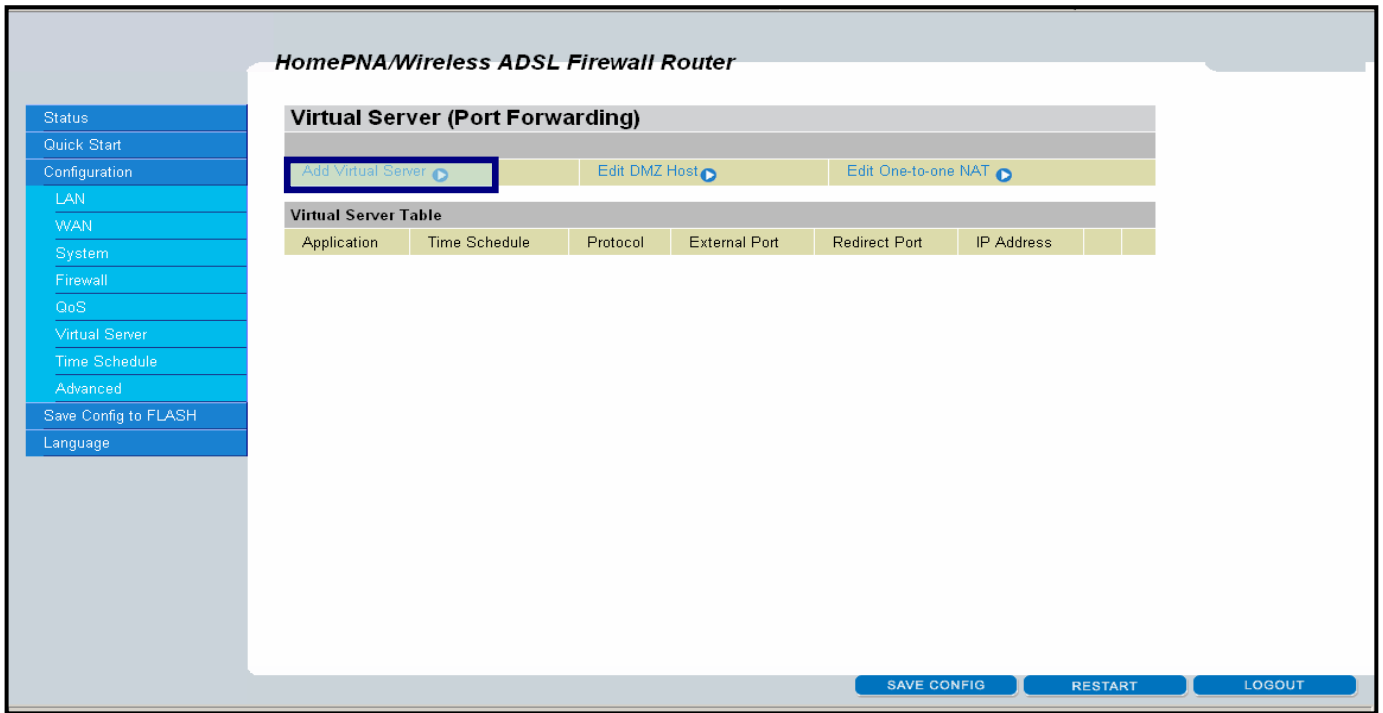 HomePNA/Wireless ADSL Firewall Router
Status
Quick Start
Configuration
LAN
WAN
System
Firewall
QoS
Virtual Server
Time Schedule
Advanced
Save Config to FLASH
Language
Virtual Server (Port Forwarding)
Add Virtual Server Edit DMZ Host Edit One-to-one NAT
Virtual Server Table
Application Time Schedule Protocol External Port Redirect Port IP Address
SAVE CONFIG RESTART LOGOUT